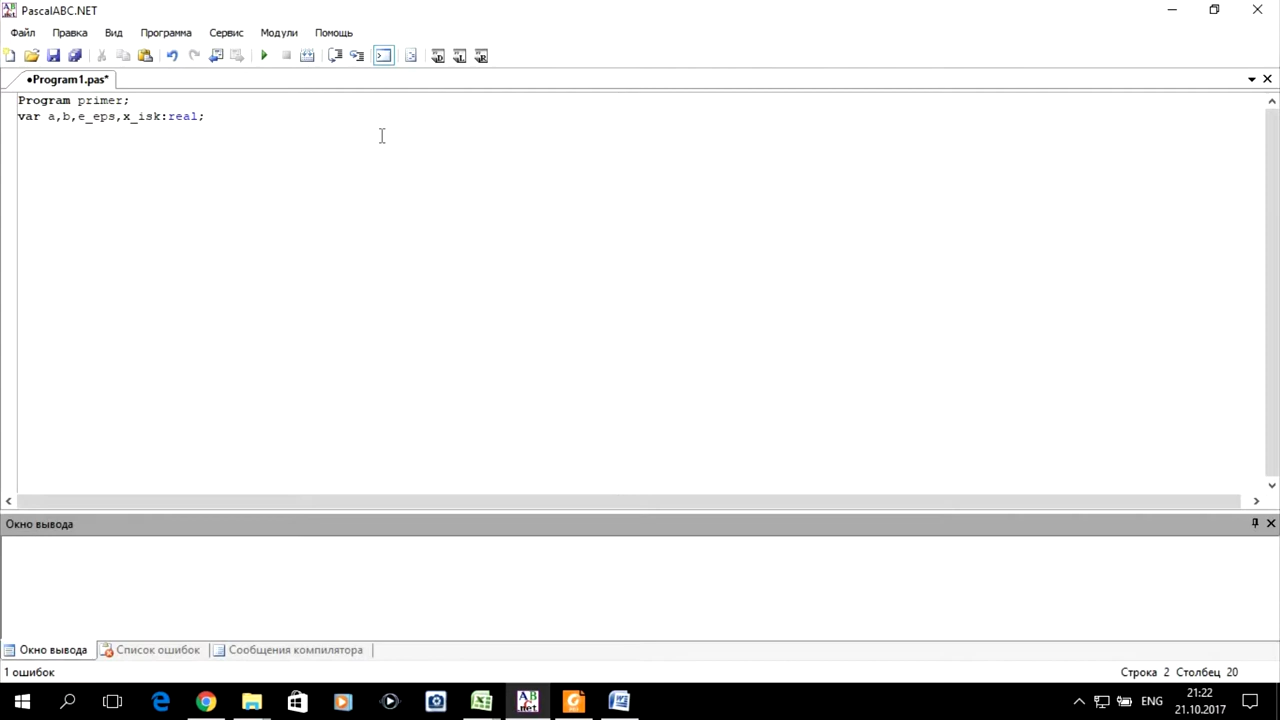 PascalABC.NET
Файл Правка Вид Программа Сервис Модули Помощь
•Program1.pas*
Program primer;
var a,b,e_eps,x_isk:real;
Окно вывода
Окно вывода Список ошибок Сообщения компилятора
1 ошибок Строка 2 Столбец 20
ENG 21:22
21.10.2017